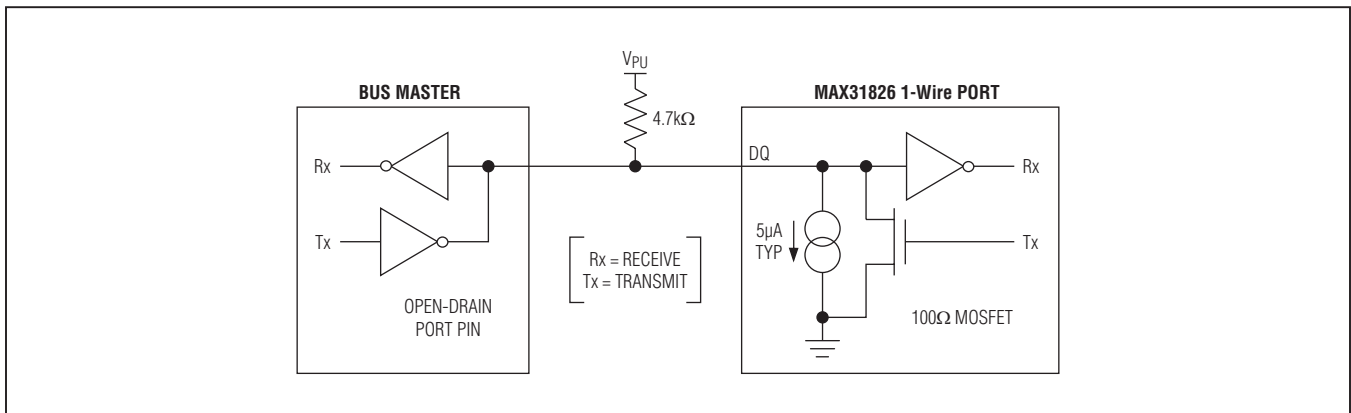 V_PU
BUS MASTER
MAX31826 1-Wire PORT
4.7kΩ
DQ
Rx
Rx
Tx
5µA
TYP
Tx
Rx = RECEIVE
Tx = TRANSMIT
OPEN-DRAIN
PORT PIN
100Ω MOSFET